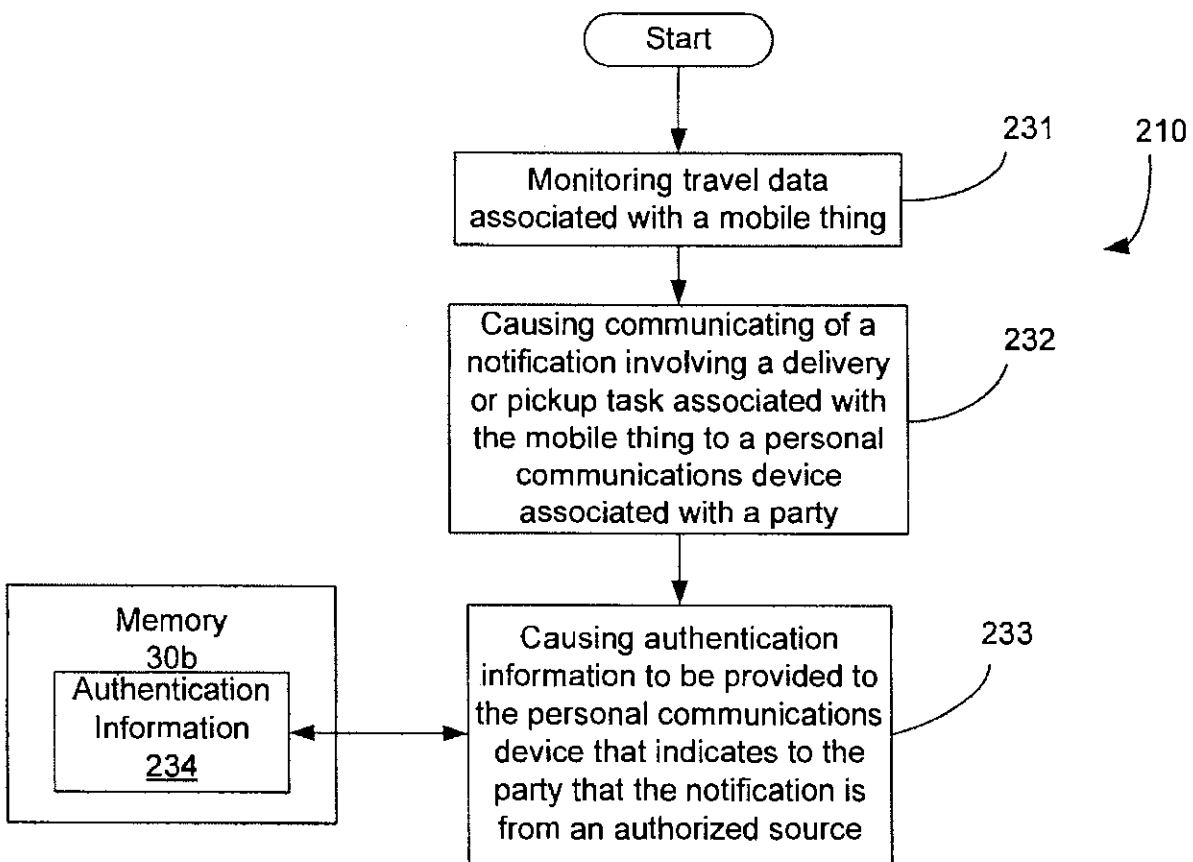 Start
231
210
Monitoring travel data
associated with a mobile thing
Causing communicating of a
notification involving a delivery
or pickup task associated with
the mobile thing to a personal
communications device
associated with a party
232
Memory
30b
Authentication
Information
234
Causing authentication
information to be provided to
the personal communications
device that indicates to the
party that the notification is
from an authorized source
233